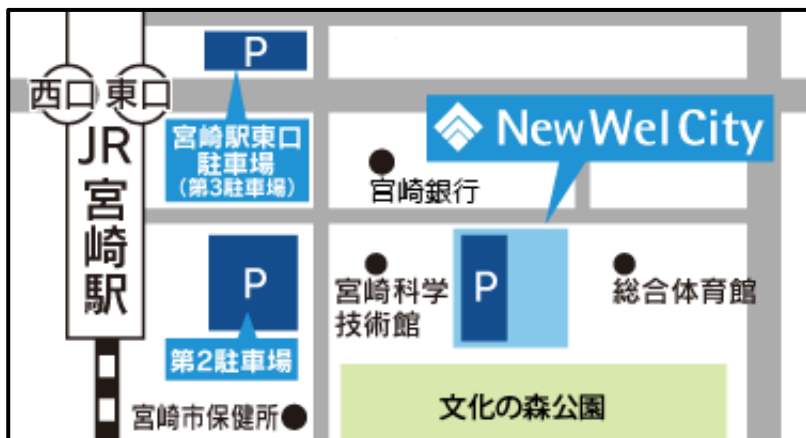 P
西口
東口
JR
宮崎駅
宮崎駅東口
駐車場
(第3駐車場)
New Wel City
宮崎銀行
P
第2駐車場
宮崎科学
技術館
P
総合体育館
文化の森公園
宮崎市保健所